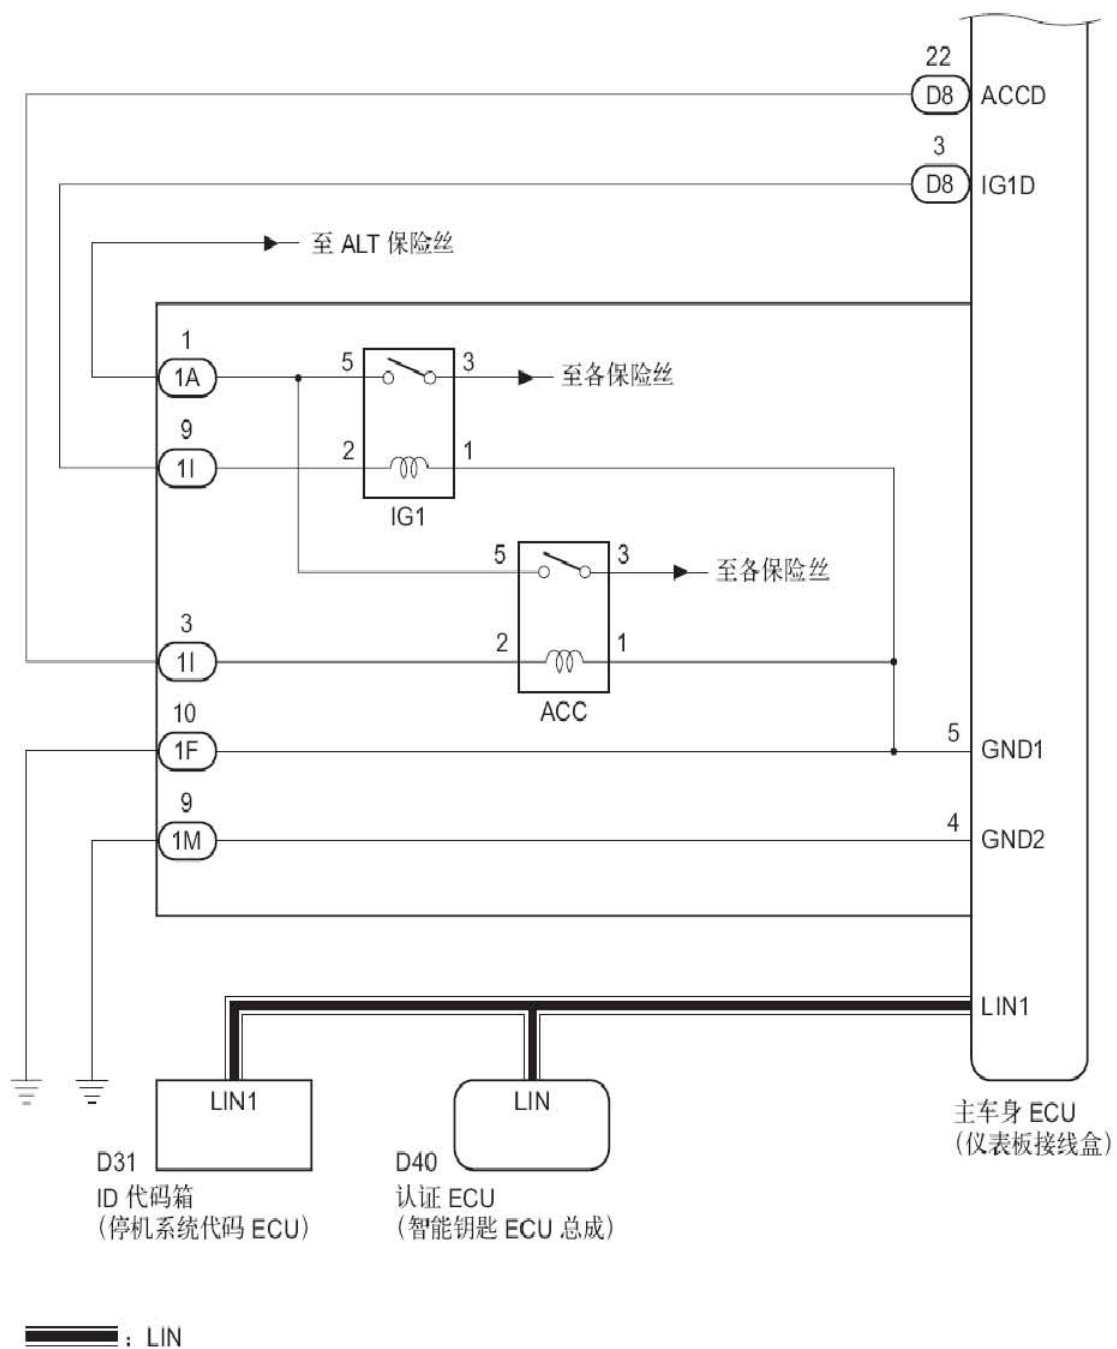 22
D8 ACCD
3
D8 IG1D
至 ALT 保险丝
1
1A
5 3
至各保险丝
9
1I
2 1
IG1
5 3
至各保险丝
3
1I
2 1
ACC
10
1F
5 GND1
9
1M
4 GND2
LIN1
LIN1
LIN
主车身 ECU
（仪表板接线盒）
D31
ID 代码箱
（停机系统代码 ECU）
D40
认证 ECU
（智能钥匙 ECU 总成）
：LIN